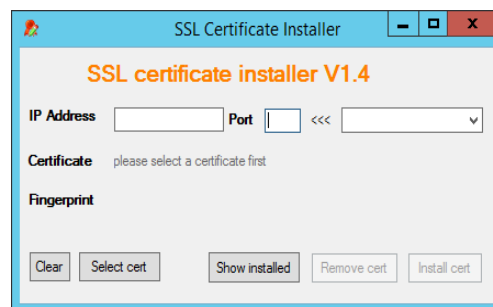 SSL Certificate Installer
SSL certificate installer V1.4
IP Address Port <<<
Certificate please select a certificate first
Fingerprint
Clear Select cert Show installed Remove cert Install cert